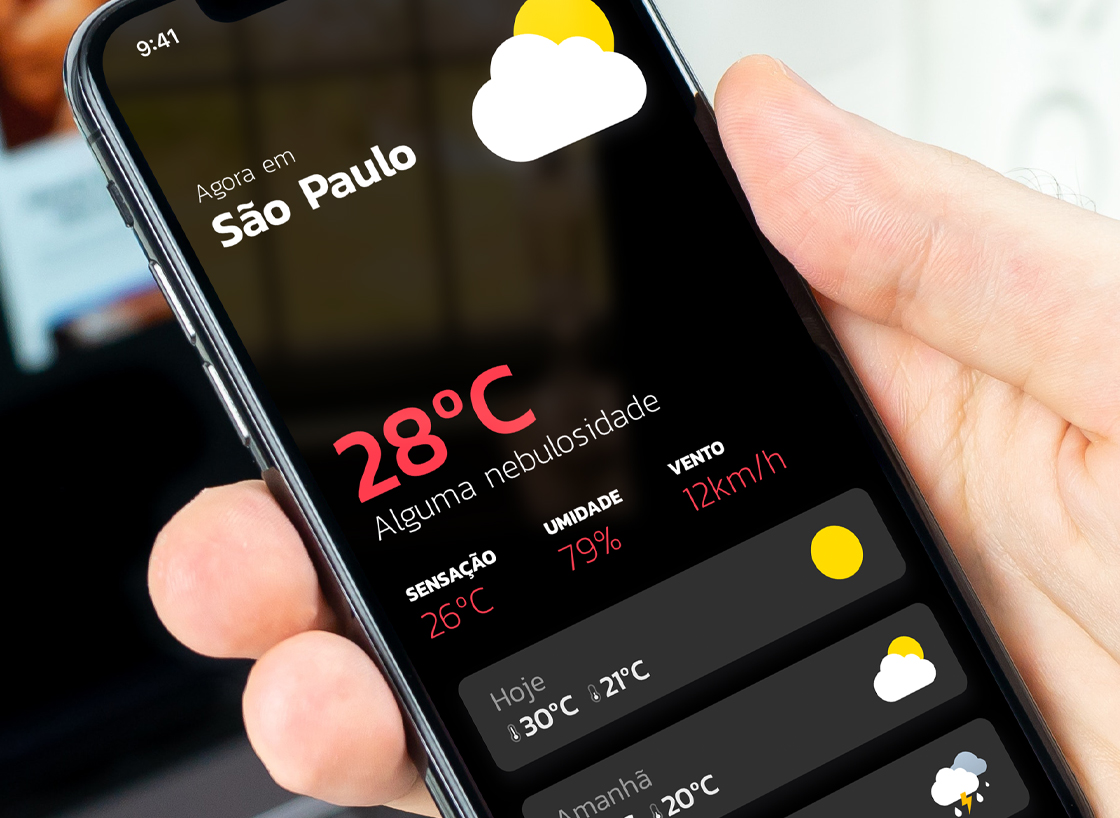 9:41
Agora em
São Paulo
28°C
Alguma nebulosidade
SENSAÇÃO
26°C
UMIDADE
79%
VENTO
12km/h
Hoje
30°C 21°C
Amanhã
20°C